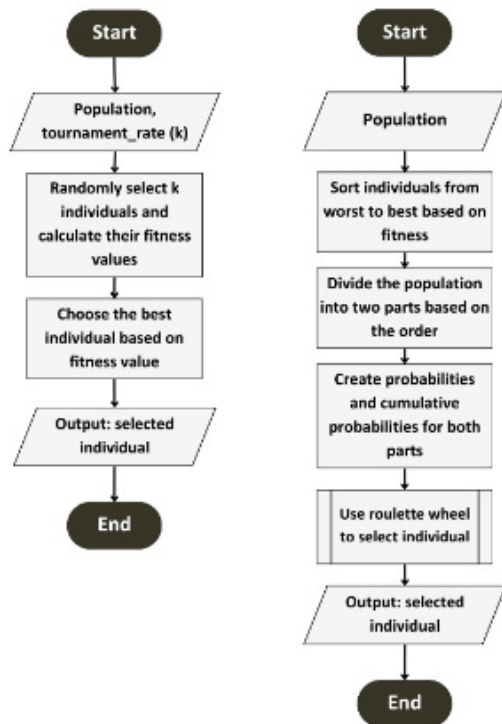 Start
Population,
tournament_rate (k)
Randomly select k
individuals and
calculate their fitness
values
Choose the best
individual based on
fitness value
Output: selected
individual
End
Start
Population
Sort individuals from
worst to best based on
fitness
Divide the population
into two parts based on
the order
Create probabilities
and cumulative
probabilities for both
parts
Use roulette wheel
to select individual
Output: selected
individual
End